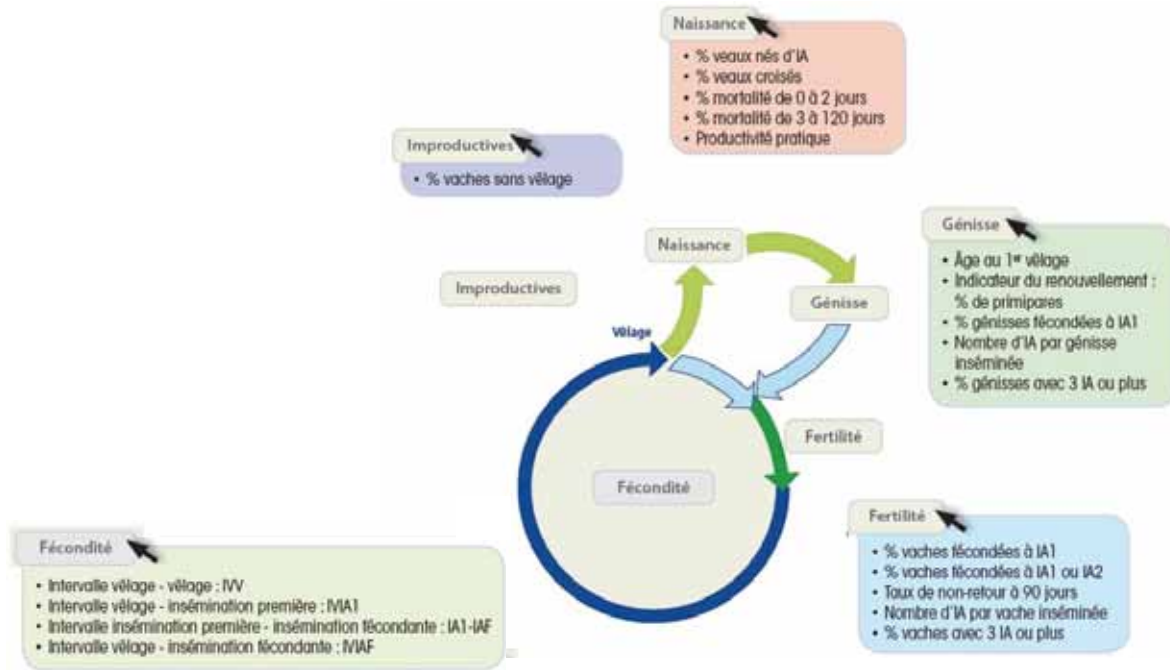 Naissance
• % veaux nés d'IA
• % veaux croisés
• % mortalité de 0 à 2 jours
• % mortalité de 3 à 120 jours
• Productivité pratique
Improductives
• % vaches sans vêlage
Génisse
• Âge au 1er vêlage
• Indicateur du renouvellement :
% de primipares
• % génisses fécondées à IA1
• Nombre d'IA par génisse
inséminée
• % génisses avec 3 IA ou plus
Naissance
Improductives
Génisse
Vêlage
Fertilité
Fécondité
Fertilité
• % vaches fécondées à IA1
• % vaches fécondées à IA1 ou IA2
• Taux de non-retour à 90 jours
• Nombre d'IA par vache inséminée
• % vaches avec 3 IA ou plus
Fécondité
• Intervalle vêlage - vêlage : IVV
• Intervalle vêlage - insémination première : IVIA1
• Intervalle insémination première - insémination fécondante : IA1-IAF
• Intervalle vêlage - insémination fécondante : IVIAF